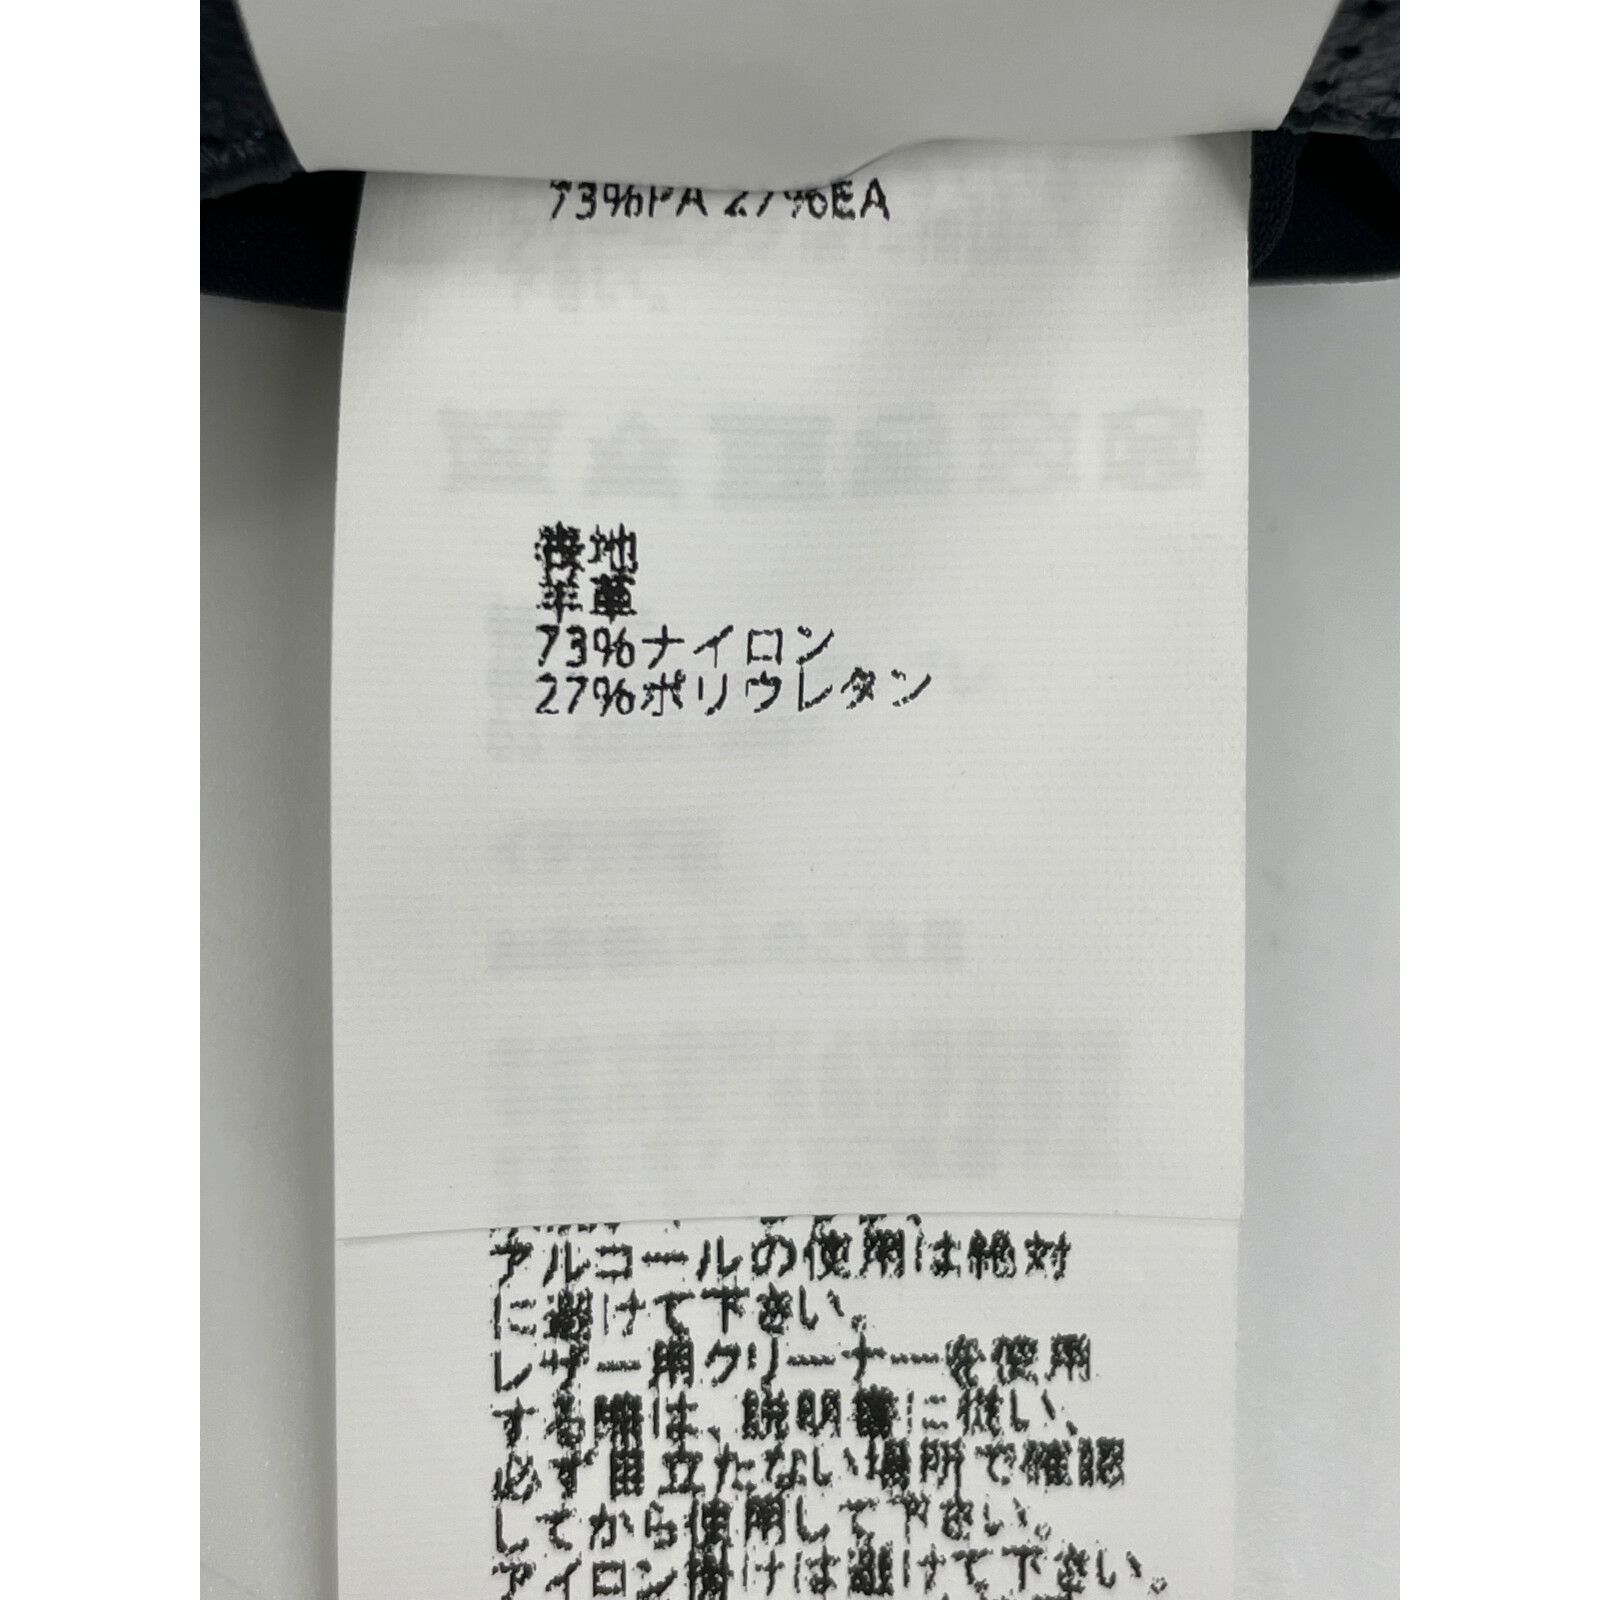 73%PA 27%EA
表地
羊革
73%ナイロン
27%ポリウレタン
アルコールの使用は絶対
に避けて下さい。
レザー用クリーナーを使用
する際は、説明書に従い、
必ず目立たない場所で確認
してから使用して下さい。
アイロン掛けは避けて下さい。